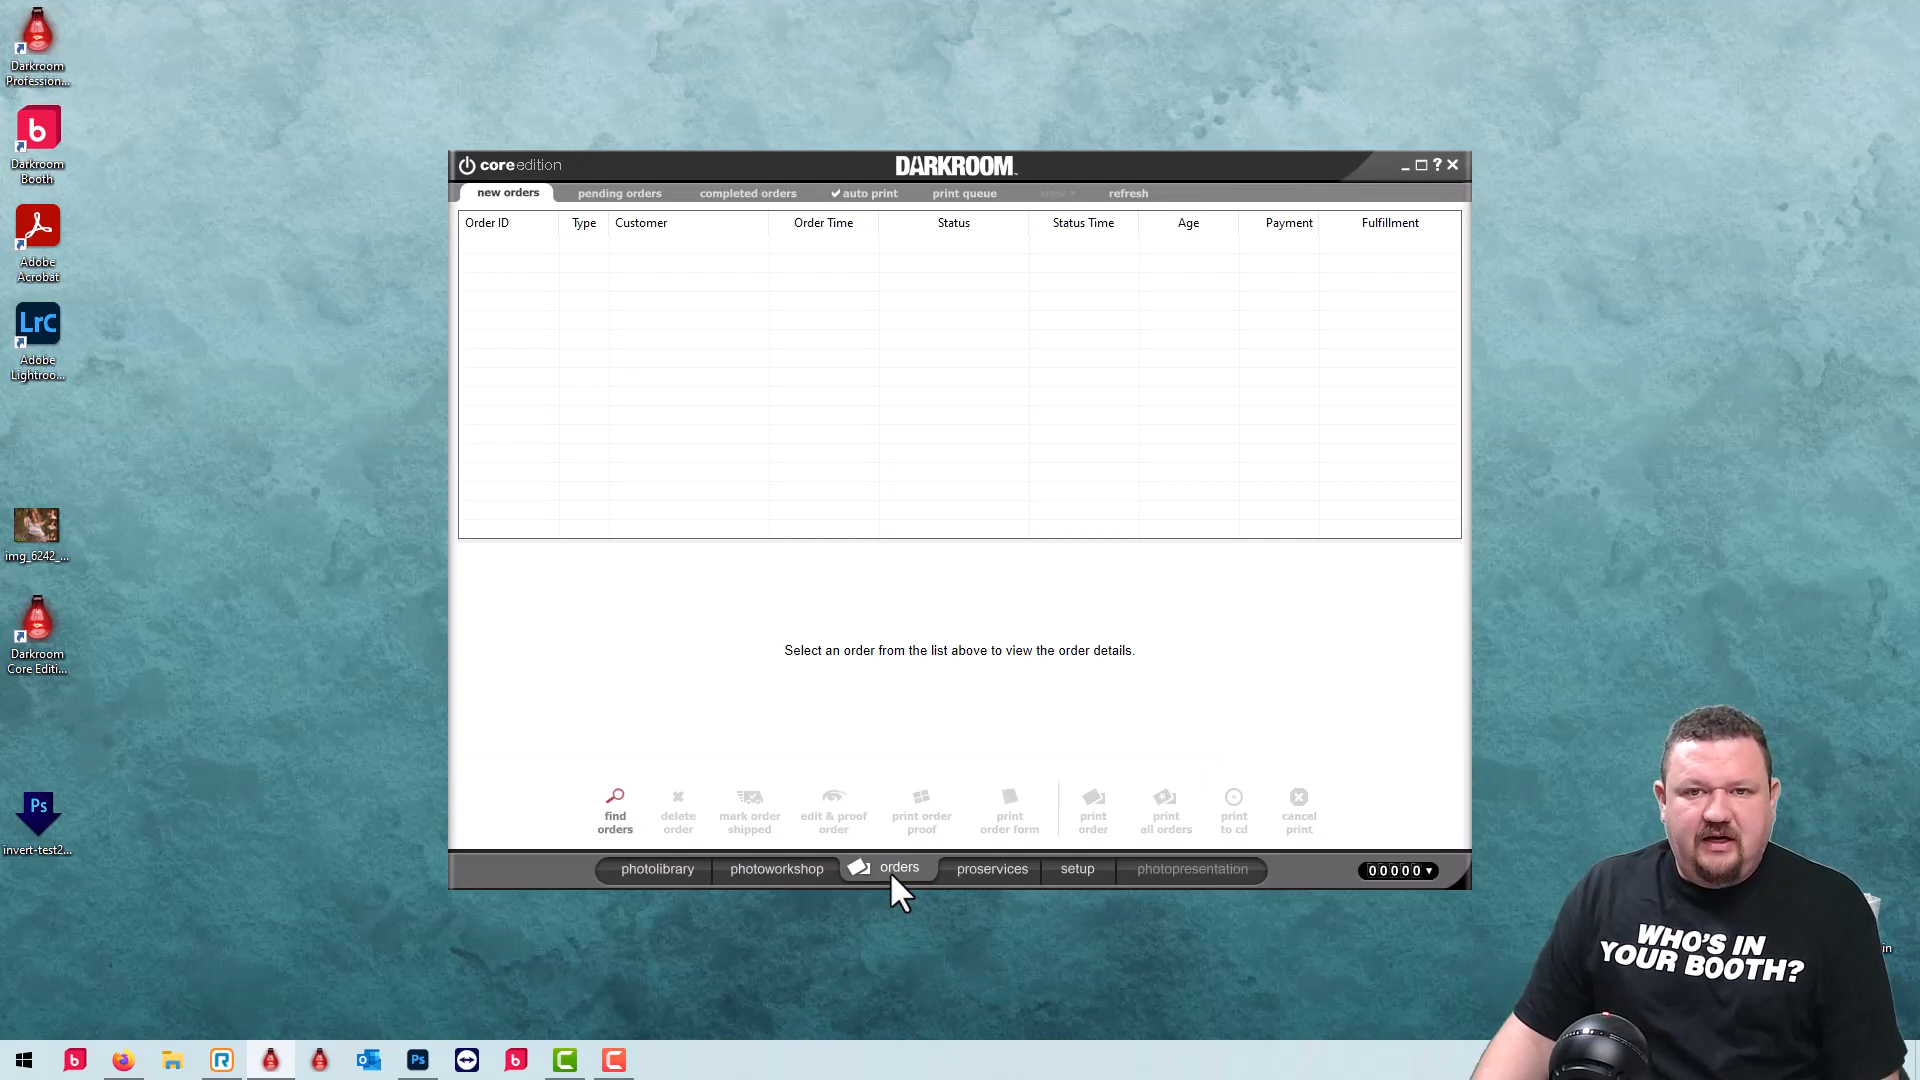 Darkroom
Profession...
b
Darkroom
Booth
Adobe
Acrobat
LrC
Adobe
Lightroo...
img_6242_...
Darkroom
Core Editi...
Ps
invert-test2...
coreedition
DARKROOM
?
new orders
pending orders
completed orders
auto print
print queue
view
refresh
Order ID
Type
Customer
Order Time
Status
Status Time
Age
Payment
Fulfillment
Select an order from the list above to view the order details.
find
orders
delete
order
mark order
shipped
edit & proof
order
print order
proof
print
order form
print
order
print
all orders
print
to cd
cancel
print
photolibrary
photoworkshop
orders
proservices
setup
photopresentation
00000
WHO'S IN
YOUR BOOTH?
in
b
R
Ps
b
C
C